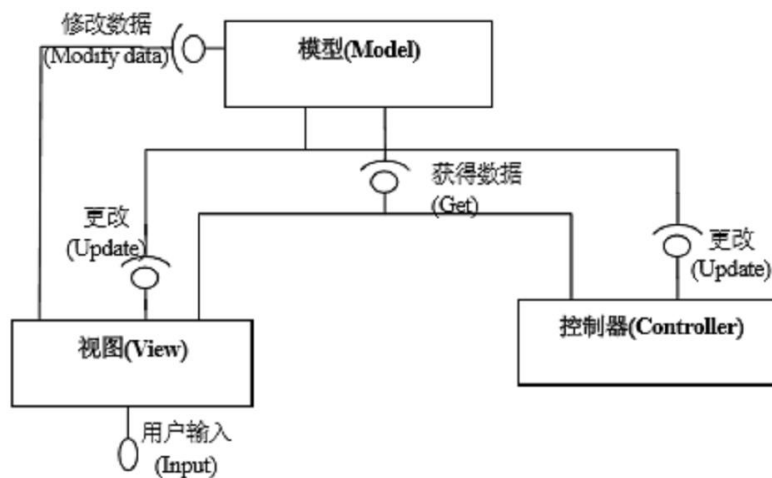 修改数据
(Modify data)
模型(Model)
获得数据
(Get)
更改
(Update)
更改
(Update)
视图(View)
控制器(Controller)
用户输入
(Input)